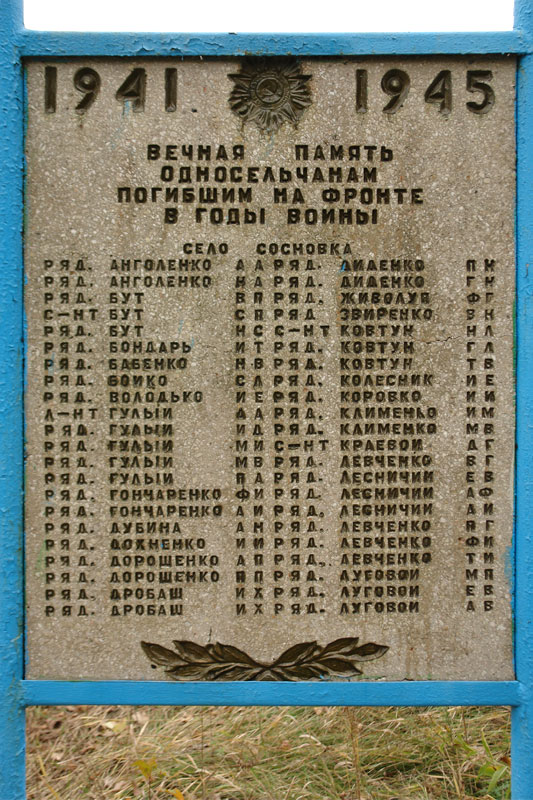 1941 1945
ВЕЧНАЯ ПАМЯТЬ
ОДНОСЕЛЬЧАНАМ
ПОГИБШИМ НА ФРОНТЕ
В ГОДЫ ВОЙНЫ
СЕЛО СОСНОВКА
РЯД. АНГОЛЕНКО А А РЯД. ДИДЕНКО П Н
РЯД. АНГОЛЕНКО Н А РЯД. ДИДЕНКО Г Н
РЯД. БУТ В П РЯД. ЖИВОЛУП Ф Г
С-НТ БУТ С П РЯД. ЗВИРЕНКО В Н
РЯД. БУТ Н С С-НТ КОВТУН Н Л
РЯД. БОНДАРЬ И Т РЯД. КОВТУН Г Л
РЯД. БАБЕНКО Н В РЯД. КОВТУН Т В
РЯД. БОЙКО С Л РЯД. КОЛЕСНИК И Е
РЯД. ВОЛОДЬКО И Е РЯД. КОРОВКО И И
Л-НТ ГУЛЫЙ Д А РЯД. КЛИМЕНЬО И М
РЯД. ГУЛЫЙ И Д РЯД. КЛИМЕНКО М В
РЯД. ГУЛЫЙ М И С-НТ КРАЕВОЙ Д Г
РЯД. ГУЛЫЙ М В РЯД. ЛЕВЧЕНКО В Г
РЯД. ГУЛЫЙ П А РЯД. ЛЕСНИЧИЙ Е В
РЯД. ГОНЧАРЕНКО Ф И РЯД. ЛЕСНИЧИЙ А Ф
РЯД. ГОНЧАРЕНКО А И РЯД. ЛЕСНИЧИЙ А И
РЯД. ДУБИНА А Н РЯД. ЛЕВЧЕНКО П Г
РЯД. ДОХНЕНКО И И РЯД. ЛЕВЧЕНКО Ф И
РЯД. ДОРОШЕНКО А П РЯД. ЛЕВЧЕНКО Т И
РЯД. ДОРОШЕНКО П П РЯД. ЛУГОВОЙ М П
РЯД. ДРОБАШ И Х РЯД. ЛУГОВОЙ Е В
РЯД. ДРОБАШ И Х РЯД. ЛУГОВОЙ А В